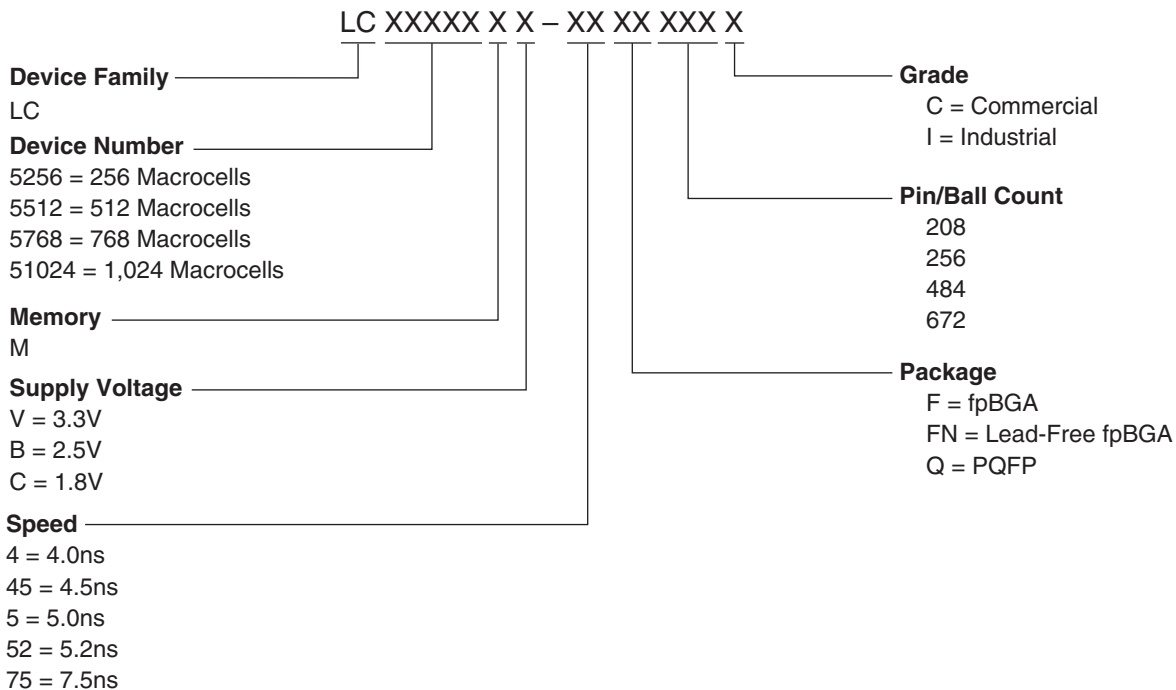 LC XXXXX X X – XX XX XXX X
Device Family
LC
Device Number
5256 = 256 Macrocells
5512 = 512 Macrocells
5768 = 768 Macrocells
51024 = 1,024 Macrocells
Memory
M
Supply Voltage
V = 3.3V
B = 2.5V
C = 1.8V
Speed
4 = 4.0ns
45 = 4.5ns
5 = 5.0ns
52 = 5.2ns
75 = 7.5ns
Grade
C = Commercial
I = Industrial
Pin/Ball Count
208
256
484
672
Package
F = fpBGA
FN = Lead-Free fpBGA
Q = PQFP